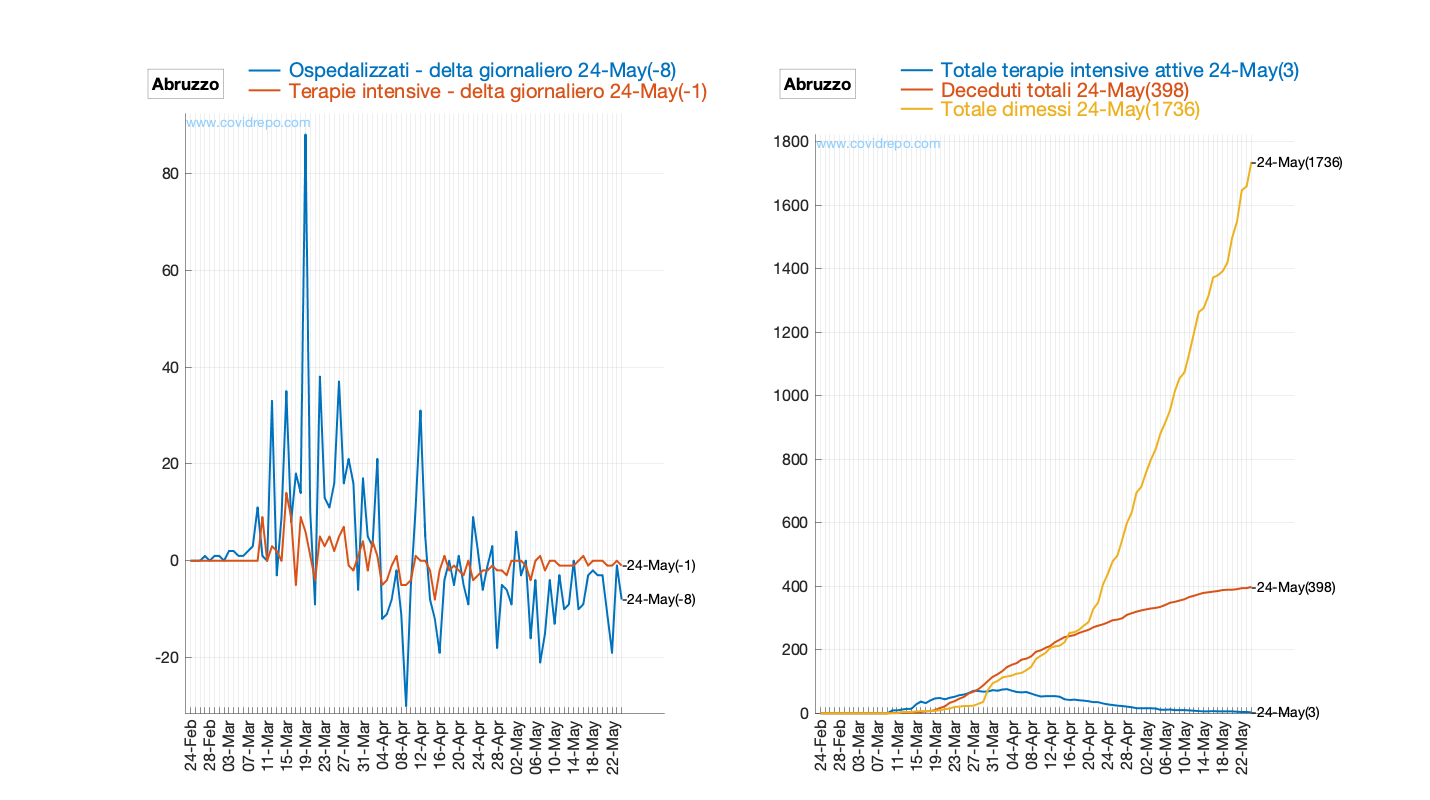 Abruzzo
Ospedalizzati - delta giornaliero 24-May(-8)
Terapie intensive - delta giornaliero 24-May(-1)
www.covidrepo.com
80
60
40
20
0
-20
-24-May(-1)
-24-May(-8)
24-Feb
28-Feb
03-Mar
07-Mar
11-Mar
15-Mar
19-Mar
23-Mar
27-Mar
31-Mar
04-Apr
08-Apr
12-Apr
16-Apr
20-Apr
24-Apr
28-Apr
02-May
06-May
10-May
14-May
18-May
22-May
Abruzzo
Totale terapie intensive attive 24-May(3)
Deceduti totali 24-May(398)
Totale dimessi 24-May(1736)
www.covidrepo.com
1800
1600
1400
1200
1000
800
600
400
200
0
-24-May(1736)
-24-May(398)
-24-May(3)
24-Feb
28-Feb
03-Mar
07-Mar
11-Mar
15-Mar
19-Mar
23-Mar
27-Mar
31-Mar
04-Apr
08-Apr
12-Apr
16-Apr
20-Apr
24-Apr
28-Apr
02-May
06-May
10-May
14-May
18-May
22-May